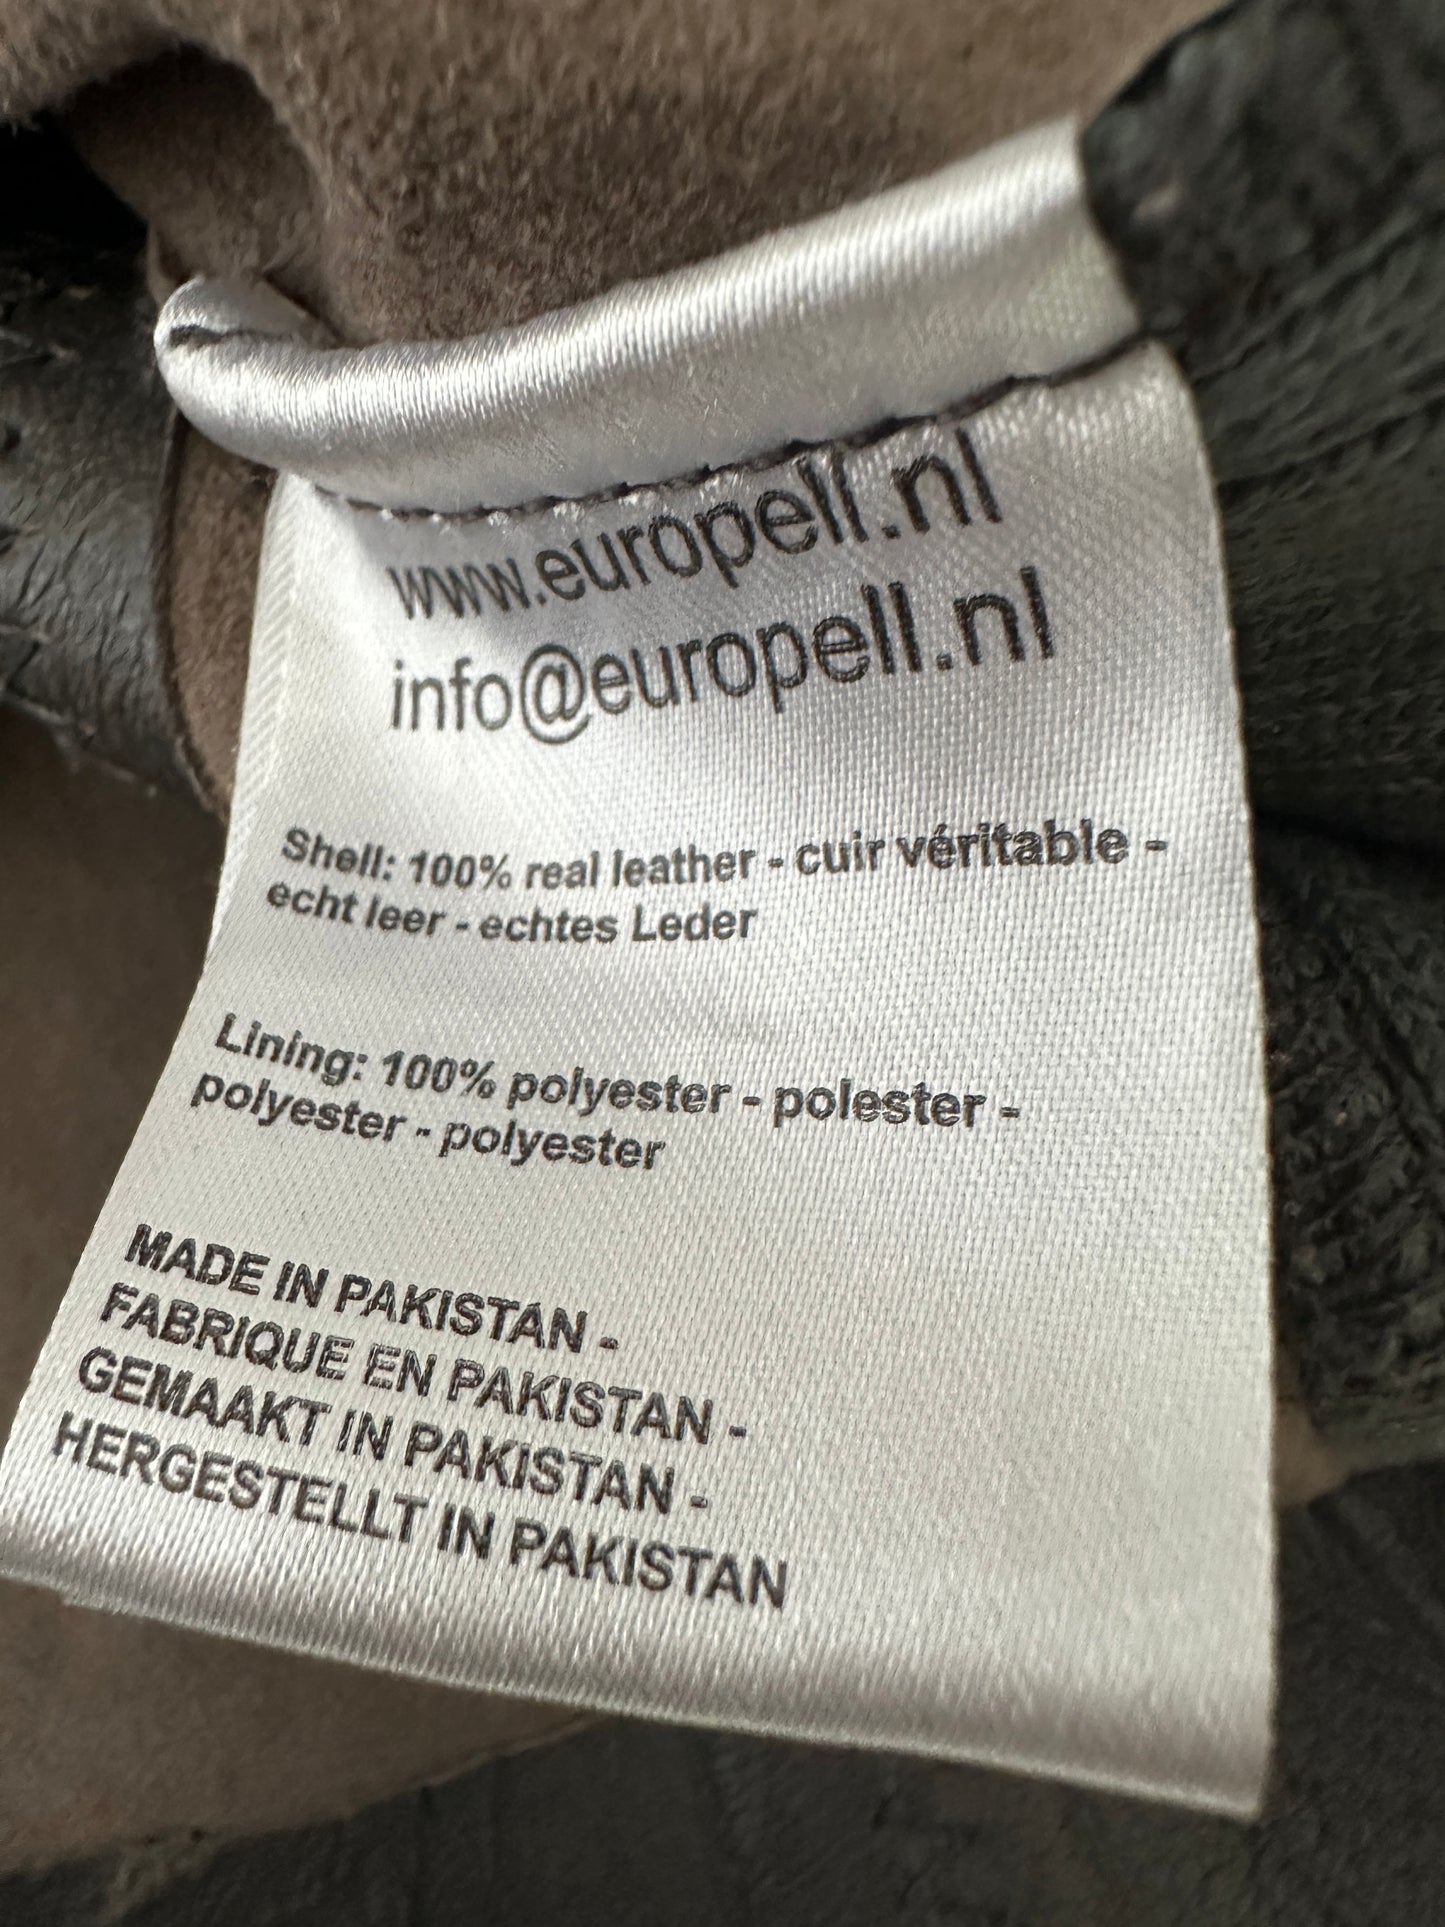 www.europell.nl
info@europell.nl
Shell: 100% real leather - cuir véritable -
echt leer - echtes Leder
Lining: 100% polyester - polester -
polyester - polyester
MADE IN PAKISTAN -
FABRIQUE EN PAKISTAN -
GEMAAKT IN PAKISTAN -
HERGESTELLT IN PAKISTAN